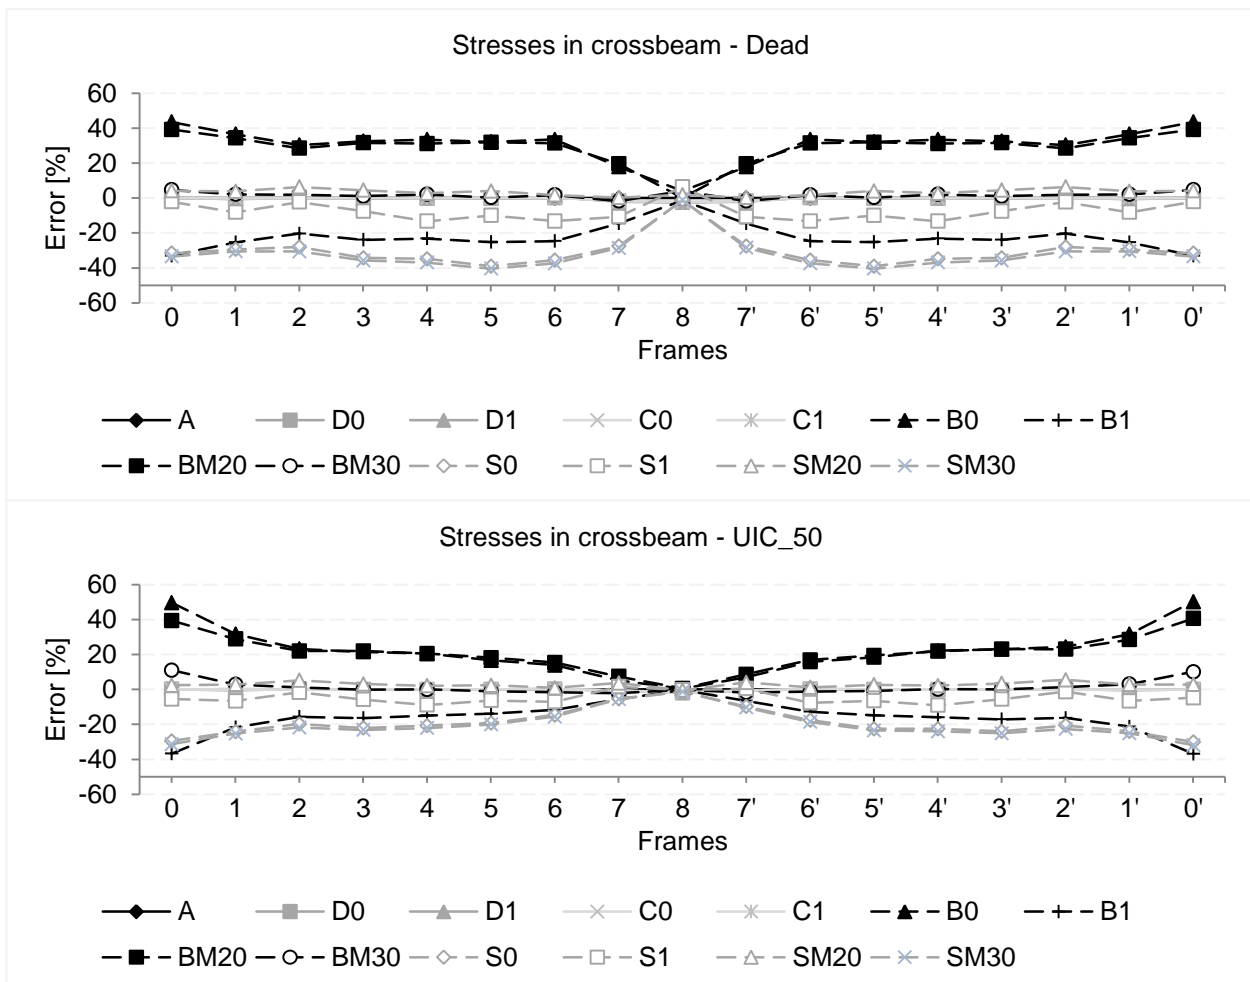 Stresses in crossbeam - Dead
60
40
20
0
-20
-40
-60
Error [%]
0 1 2 3 4 5 6 7 8 7' 6' 5' 4' 3' 2' 1' 0'
Frames
A D0 D1 C0 C1 B0 B1
BM20 BM30 S0 S1 SM20 SM30
Stresses in crossbeam - UIC_50
60
40
20
0
-20
-40
-60
Error [%]
0 1 2 3 4 5 6 7 8 7' 6' 5' 4' 3' 2' 1' 0'
Frames
A D0 D1 C0 C1 B0 B1
BM20 BM30 S0 S1 SM20 SM30